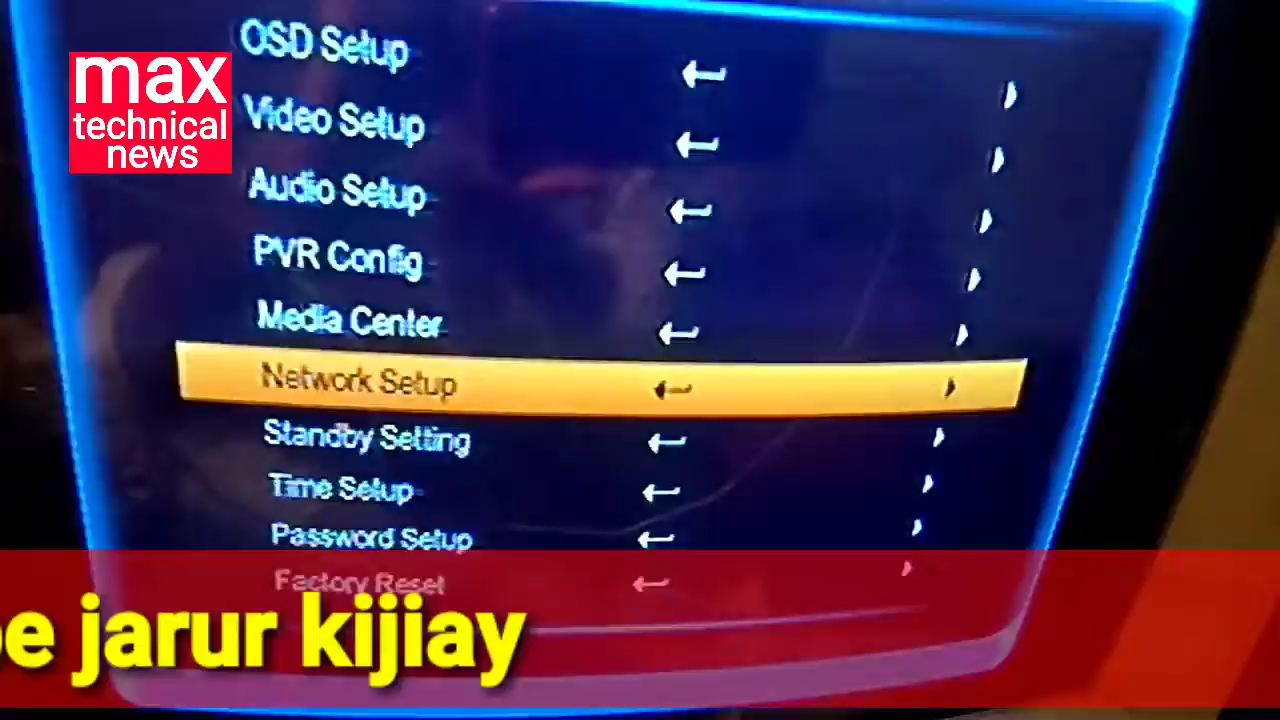 max
technical
news
OSD Setup
Video Setup
Audio Setup
PVR Config
Media Center
Network Setup
Standby Setting
Time Setup
Password Setup
Factory Reset
jarur kijiay